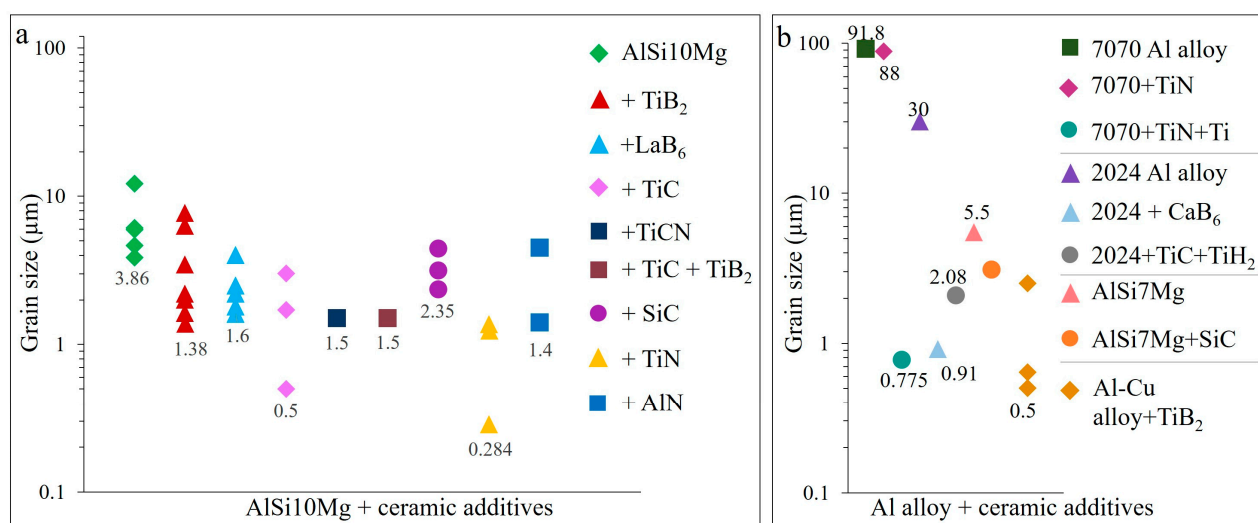 a
100
10
1
0.1
Grain size (μm)
3.86
1.38
1.6
0.5
1.5
1.5
2.35
0.284
1.4
AlSi10Mg
+ TiB₂
+LaB₆
+ TiC
+TiCN
+ TiC + TiB₂
+ SiC
+ TiN
+ AlN
AlSi10Mg + ceramic additives
b
100
10
1
0.1
Grain size (μm)
91.8
88
30
5.5
2.08
0.775
0.91
0.5
7070 Al alloy
7070+TiN
7070+TiN+Ti
2024 Al alloy
2024 + CaB₆
2024+TiC+TiH₂
AlSi7Mg
AlSi7Mg+SiC
Al-Cu
alloy+TiB₂
Al alloy + ceramic additives